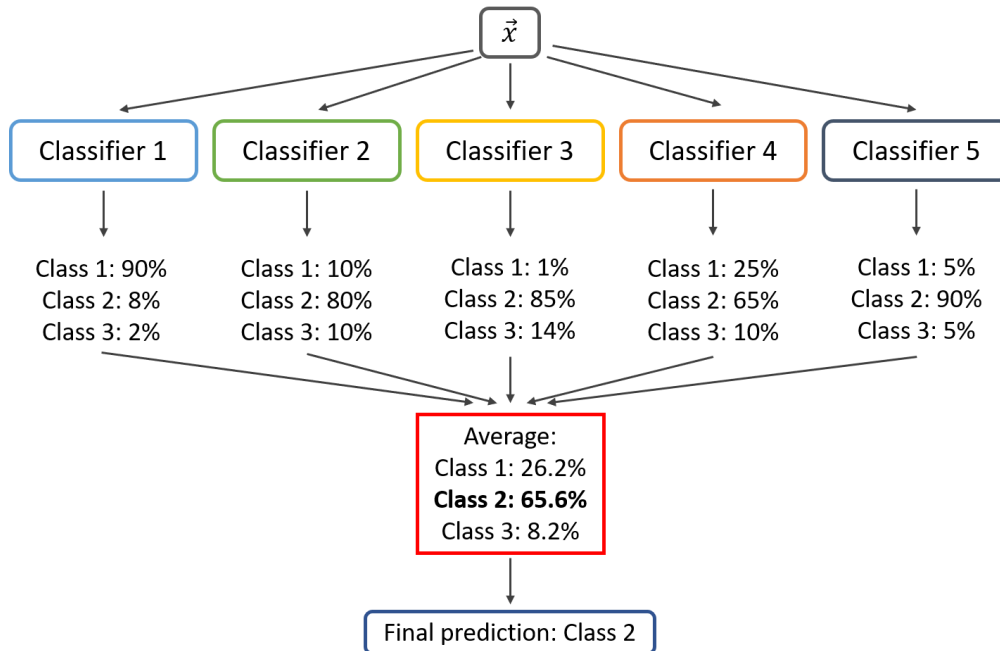 x⃗
Classifier 1
Classifier 2
Classifier 3
Classifier 4
Classifier 5
Class 1: 90%
Class 2: 8%
Class 3: 2%
Class 1: 10%
Class 2: 80%
Class 3: 10%
Class 1: 1%
Class 2: 85%
Class 3: 14%
Class 1: 25%
Class 2: 65%
Class 3: 10%
Class 1: 5%
Class 2: 90%
Class 3: 5%
Average:
Class 1: 26.2%
Class 2: 65.6%
Class 3: 8.2%
Final prediction: Class 2